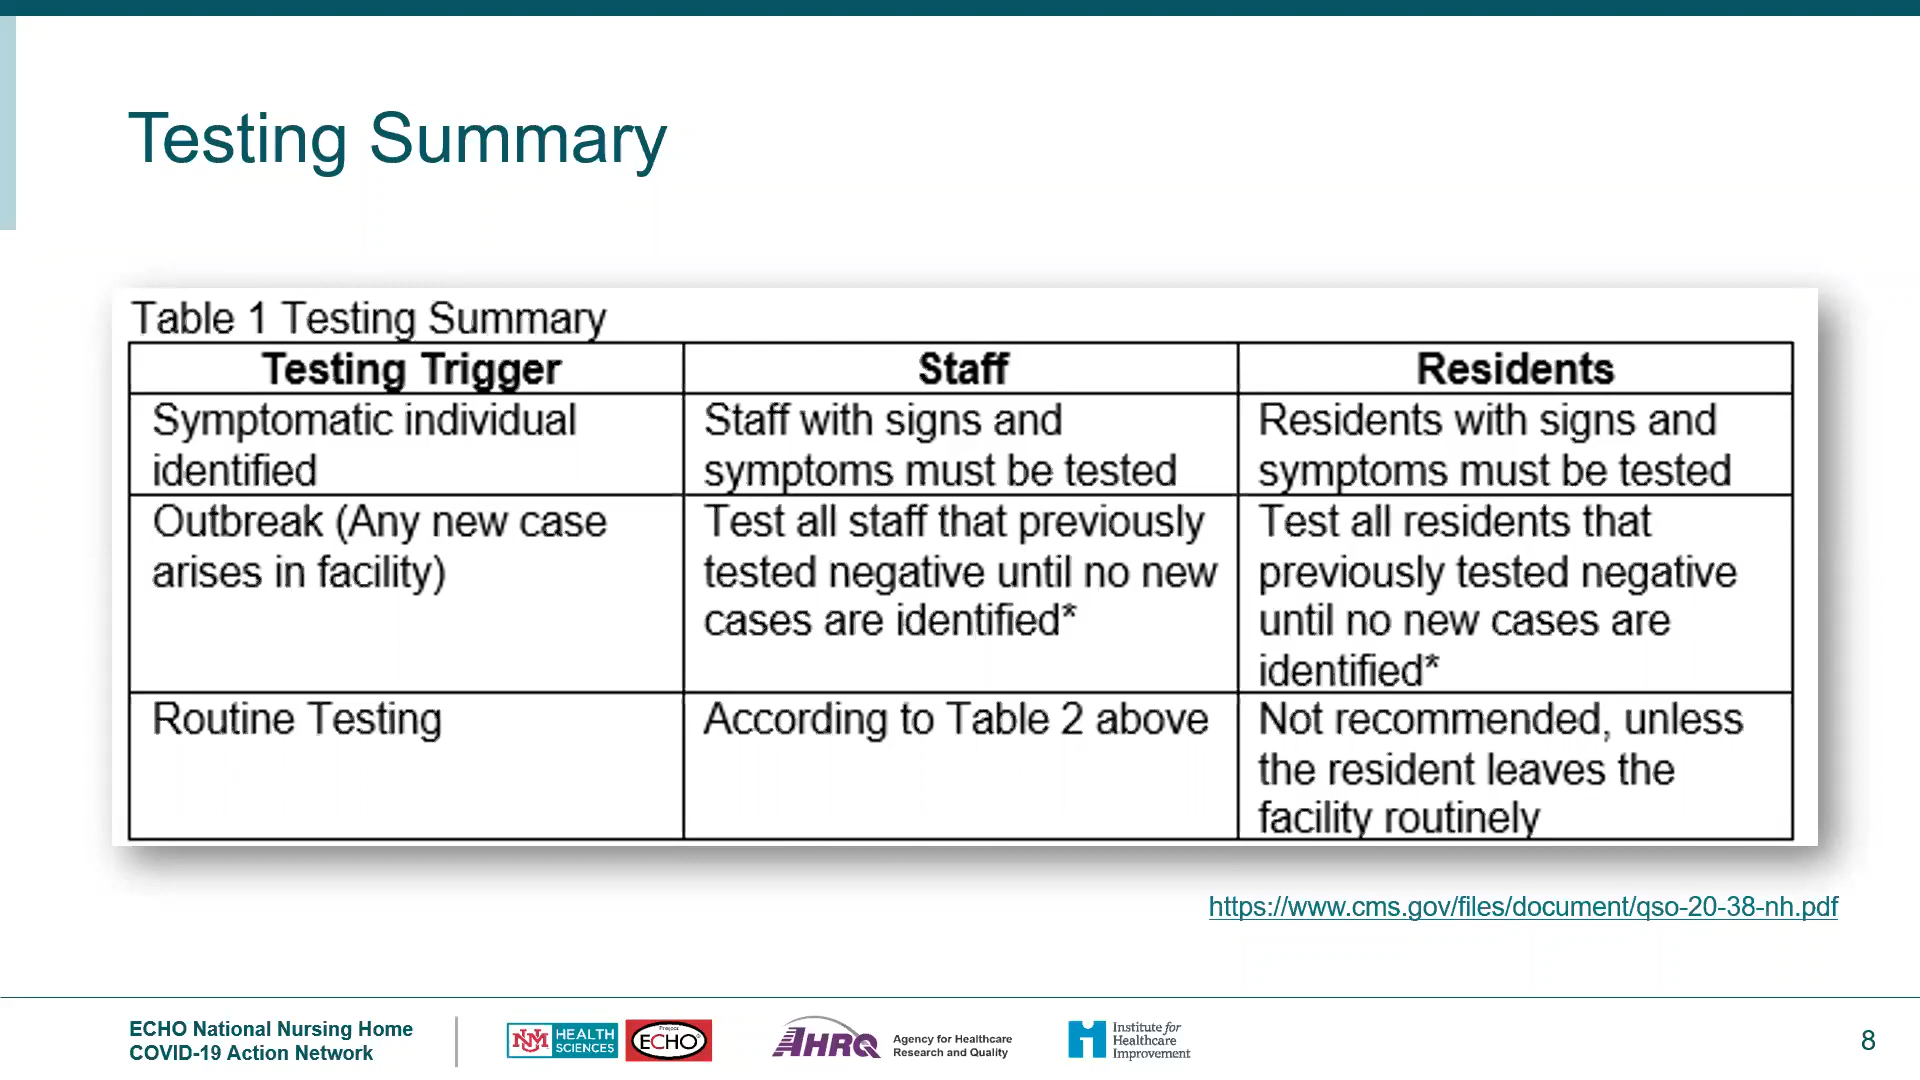 Testing Summary
Table 1 Testing Summary
Testing Trigger
Staff
Residents
Symptomatic individual
identified
Staff with signs and
symptoms must be tested
Residents with signs and
symptoms must be tested
Outbreak (Any new case
arises in facility)
Test all staff that previously
tested negative until no new
cases are identified*
Test all residents that
previously tested negative
until no new cases are
identified*
Routine Testing
According to Table 2 above
Not recommended, unless
the resident leaves the
facility routinely
https://www.cms.gov/files/document/qso-20-38-nh.pdf
ECHO National Nursing Home
COVID-19 Action Network
NM
HEALTH
SCIENCES
Project
ECHO®
AHRQ
Agency for Healthcare
Research and Quality
Institute for
Healthcare
Improvement
8